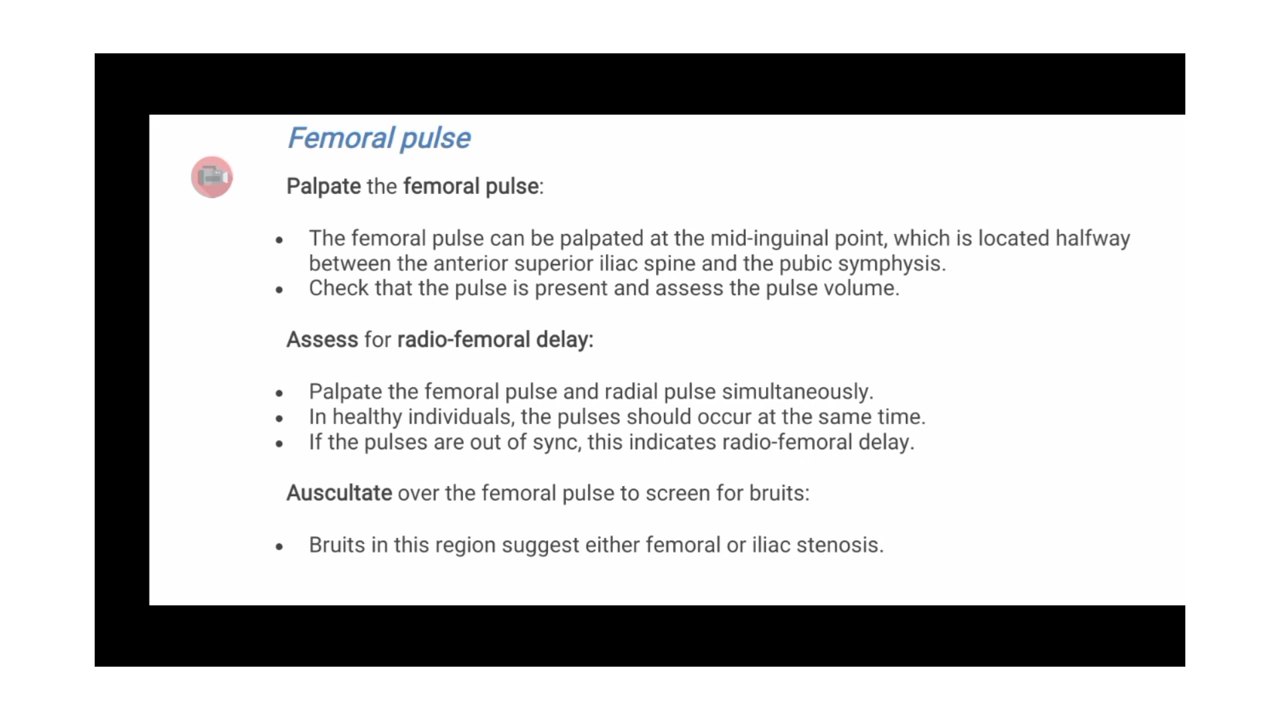 Femoral pulse
Palpate the femoral pulse:
• The femoral pulse can be palpated at the mid-inguinal point, which is located halfway
between the anterior superior iliac spine and the pubic symphysis.
• Check that the pulse is present and assess the pulse volume.
Assess for radio-femoral delay:
• Palpate the femoral pulse and radial pulse simultaneously.
• In healthy individuals, the pulses should occur at the same time.
• If the pulses are out of sync, this indicates radio-femoral delay.
Auscultate over the femoral pulse to screen for bruits:
• Bruits in this region suggest either femoral or iliac stenosis.